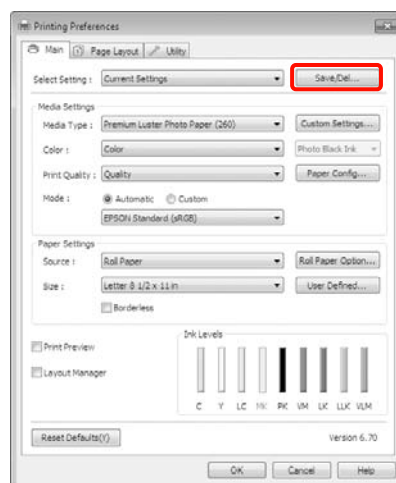 Printing Preferences
Main Page Layout Utility
Select Setting : Current Settings Save/Del...
Media Settings
Media Type : Premium Luster Photo Paper (260) Custom Settings...
Color : Color Photo Black Ink
Print Quality : Quality Paper Config...
Mode : Automatic Custom
EPSON Standard (sRGB)
Paper Settings
Source : Roll Paper Roll Paper Option...
Size : Letter 8 1/2 x 11 in User Defined...
Borderless
Ink Levels
Print Preview
Layout Manager
C Y LC MK PK VM LK LLK VLM
Reset Defaults(Y) Version 6.70
OK Cancel Help